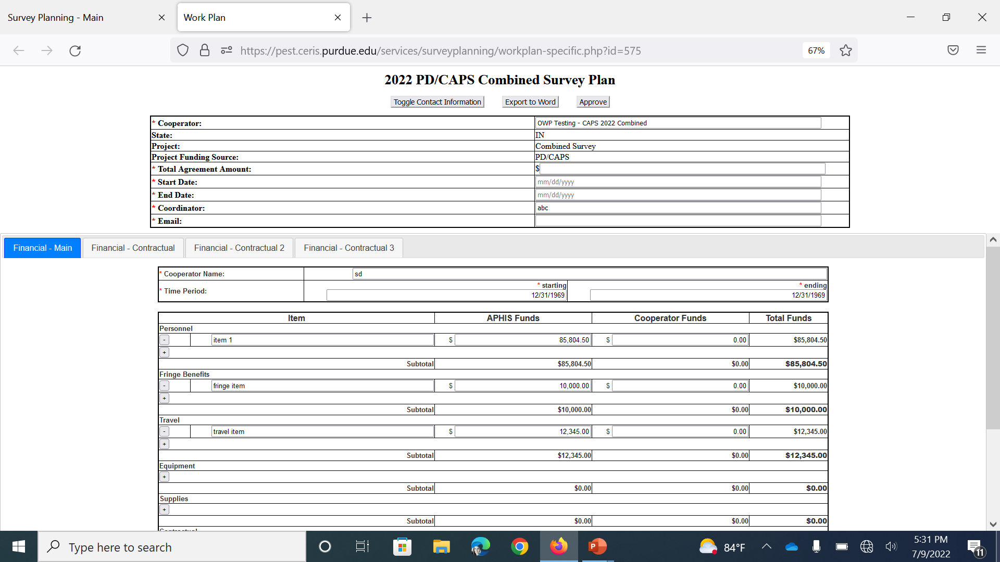 Survey Planning - Main
Work Plan
https://pest.ceris.purdue.edu/services/surveyplanning/workplan-specific.php?id=575
67%
2022 PD/CAPS Combined Survey Plan
Toggle Contact Information Export to Word Approve
* Cooperator: OWP Testing - CAPS 2022 Combined
State: IN
Project: Combined Survey
Project Funding Source: PD/CAPS
* Total Agreement Amount: $
* Start Date: mm/dd/yyyy
* End Date: mm/dd/yyyy
* Coordinator: abc
* Email:
Financial - Main Financial - Contractual Financial - Contractual 2 Financial - Contractual 3
* Cooperator Name: sd
* Time Period: * starting 12/31/1969 * ending 12/31/1969
Item APHIS Funds Cooperator Funds Total Funds
Personnel
- item 1 $ 85,804.50 $ 0.00 $85,804.50
+
Subtotal $85,804.50 $0.00 $85,804.50
Fringe Benefits
- fringe item $ 10,000.00 $ 0.00 $10,000.00
+
Subtotal $10,000.00 $0.00 $10,000.00
Travel
- travel item $ 12,345.00 $ 0.00 $12,345.00
+
Subtotal $12,345.00 $0.00 $12,345.00
Equipment
+
Subtotal $0.00 $0.00 $0.00
Supplies
+
Subtotal $0.00 $0.00 $0.00
Contractual
Type here to search
P
84°F
5:31 PM
7/9/2022
11